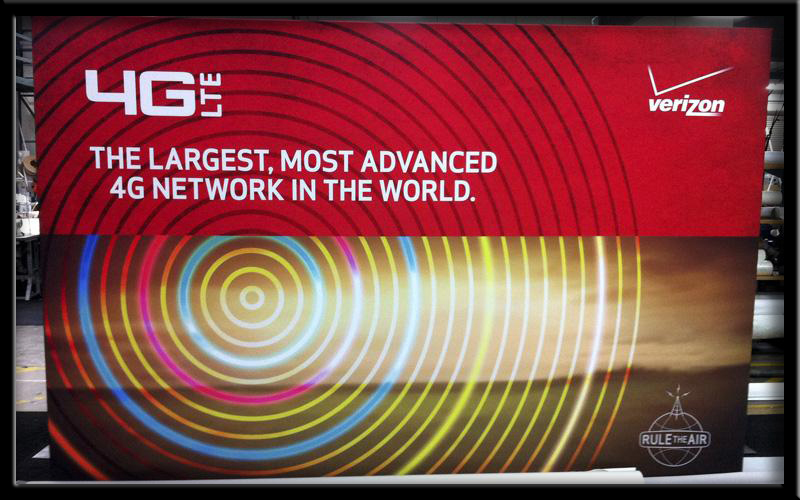 4G LTE
verizon
THE LARGEST, MOST ADVANCED
4G NETWORK IN THE WORLD.
RULE THE AIR